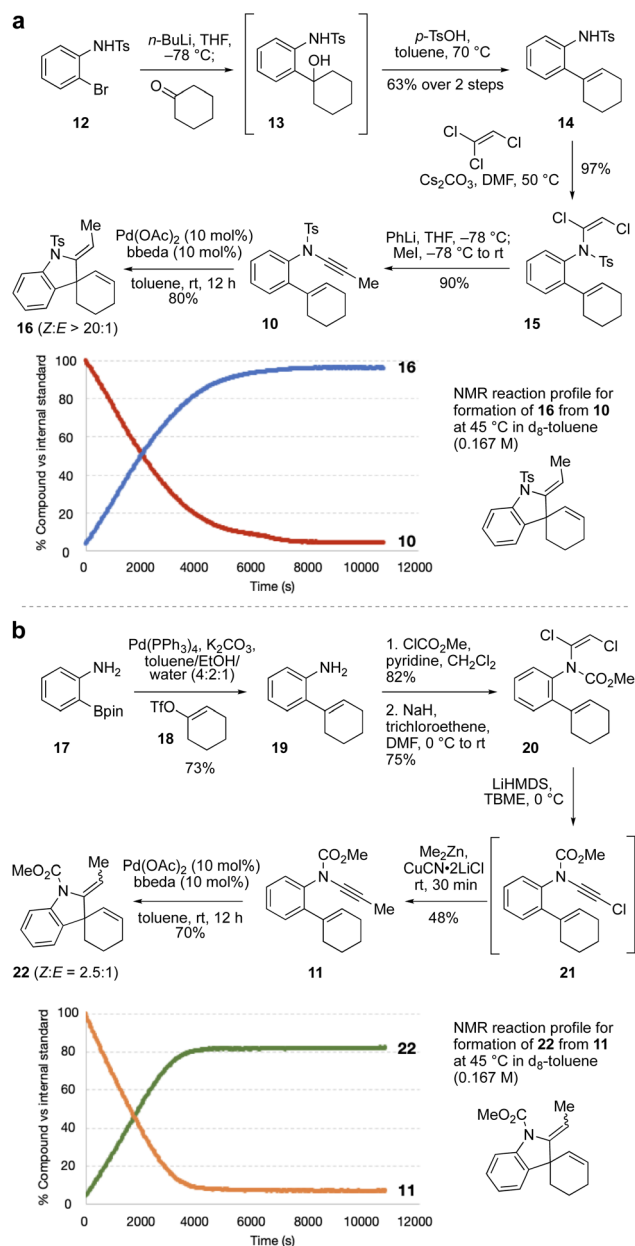 a
NHTs
Br
12
n-BuLi, THF,
–78 °C;
O
NHTs
OH
13
p-TsOH,
toluene, 70 °C
63% over 2 steps
NHTs
14
Cl
Cl
Cl
Cs2CO3, DMF, 50 °C
97%
Ts
N
Me
16 (Z:E > 20:1)
Pd(OAc)2 (10 mol%)
bbeda (10 mol%)
toluene, rt, 12 h
80%
Ts
N
Me
10
PhLi, THF, –78 °C;
MeI, –78 °C to rt
90%
Cl
Cl
N
Ts
15
% Compound vs internal standard
100
80
60
40
20
0
0 2000 4000 6000 8000 10000 12000
Time (s)
16
10
NMR reaction profile for
formation of 16 from 10
at 45 °C in d8-toluene
(0.167 M)
Me
Ts
N
b
NH2
Bpin
17
Pd(PPh3)4, K2CO3,
toluene/EtOH/
water (4:2:1)
TfO
18
73%
NH2
19
1. ClCO2Me,
pyridine, CH2Cl2
82%
2. NaH,
trichloroethene,
DMF, 0 °C to rt
75%
Cl
Cl
N
CO2Me
20
LiHMDS,
TBME, 0 °C
MeO2C
Me
N
22 (Z:E = 2.5:1)
Pd(OAc)2 (10 mol%)
bbeda (10 mol%)
toluene, rt, 12 h
70%
CO2Me
N
Me
11
Me2Zn,
CuCN•2LiCl
rt, 30 min
48%
CO2Me
N
Cl
21
% Compound vs internal standard
100
80
60
40
20
0
0 2000 4000 6000 8000 10000 12000
Time (s)
22
11
NMR reaction profile for
formation of 22 from 11
at 45 °C in d8-toluene
(0.167 M)
MeO2C
Me
N